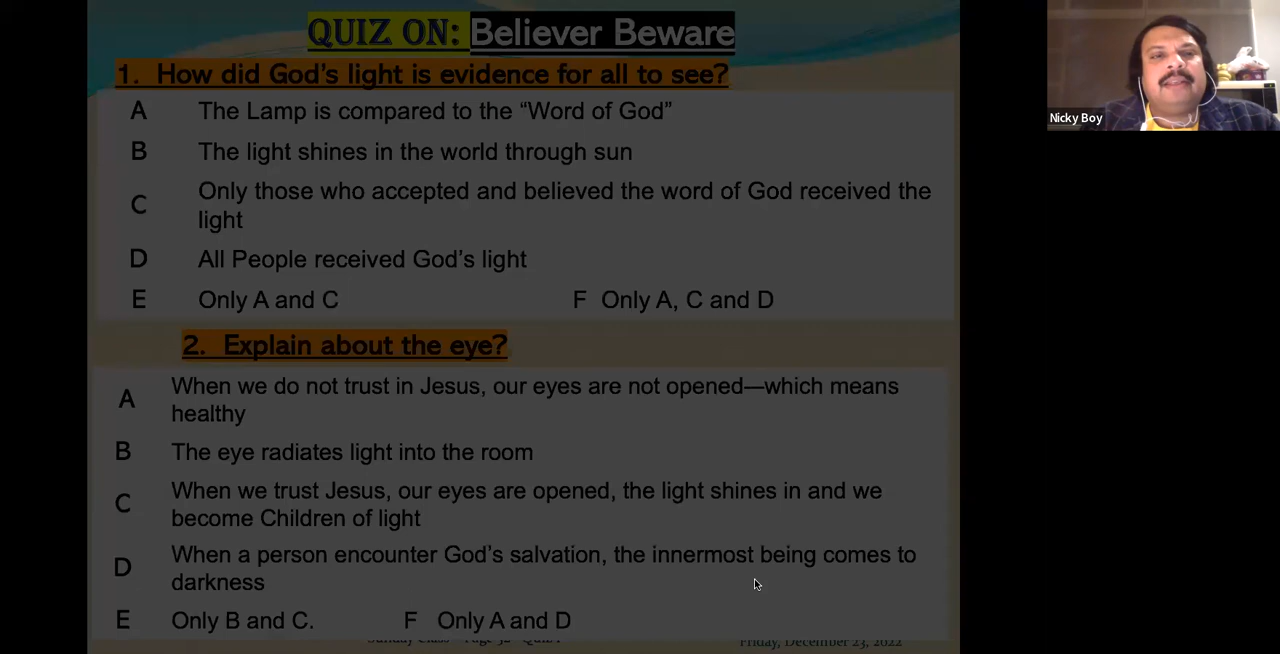 QUIZ ON: Believer Beware
1. How did God's light is evidence for all to see?
A The Lamp is compared to the “Word of God”
B The light shines in the world through sun
C Only those who accepted and believed the word of God received the
light
D All People received God's light
E Only A and C F Only A, C and D
2. Explain about the eye?
A When we do not trust in Jesus, our eyes are not opened—which means
healthy
B The eye radiates light into the room
C When we trust Jesus, our eyes are opened, the light shines in and we
become Children of light
D When a person encounter God's salvation, the innermost being comes to
darkness
E Only B and C. F Only A and D
Friday, December 23, 2022
Nicky Boy